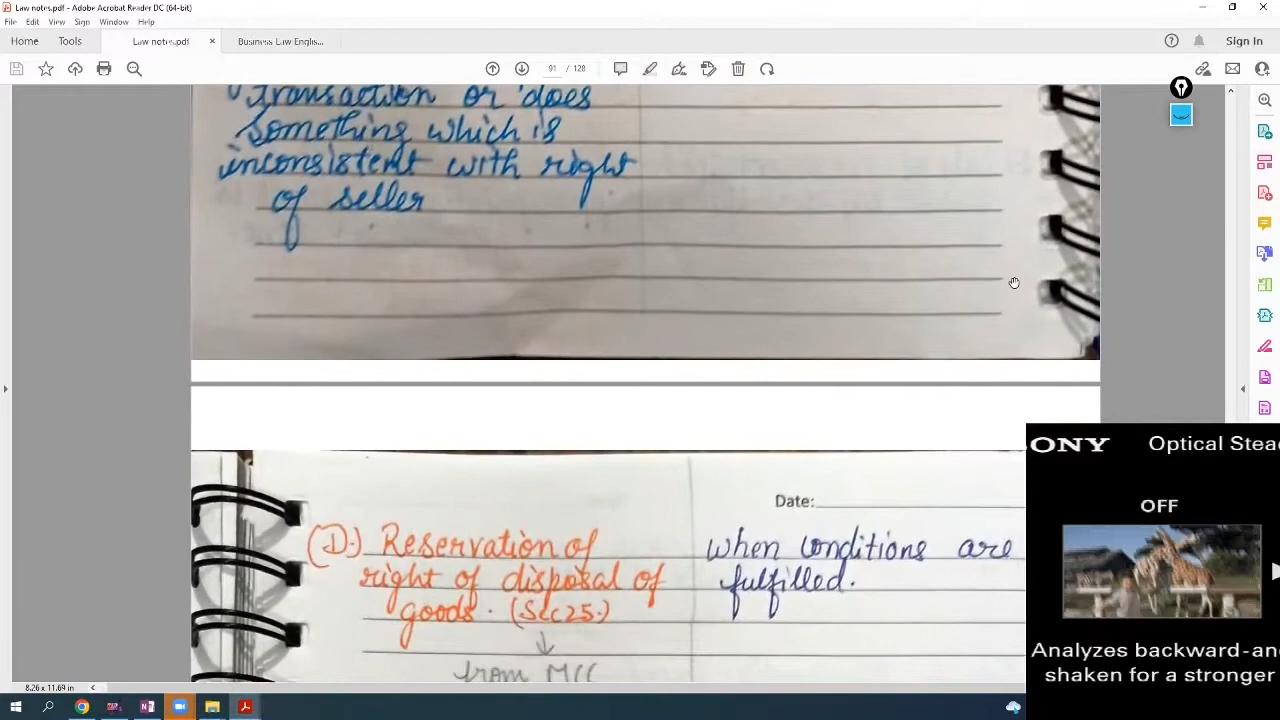 Law notes.pdf - Adobe Acrobat Reader DC (64-bit)
File Edit View Sign Window Help
Home Tools Law notes.pdf × Business Law Englis...
Sign In
91 / 128
transaction or does
something which is
inconsistent with right
of seller
Date:
(D.) Reservation of
right of disposal of
goods. (Sec 25.)
↓
from MCC
when conditions are
fulfilled.
ONY Optical Stea
OFF
Analyzes backward-an
shaken for a stronger
8.26 x 11.69 in